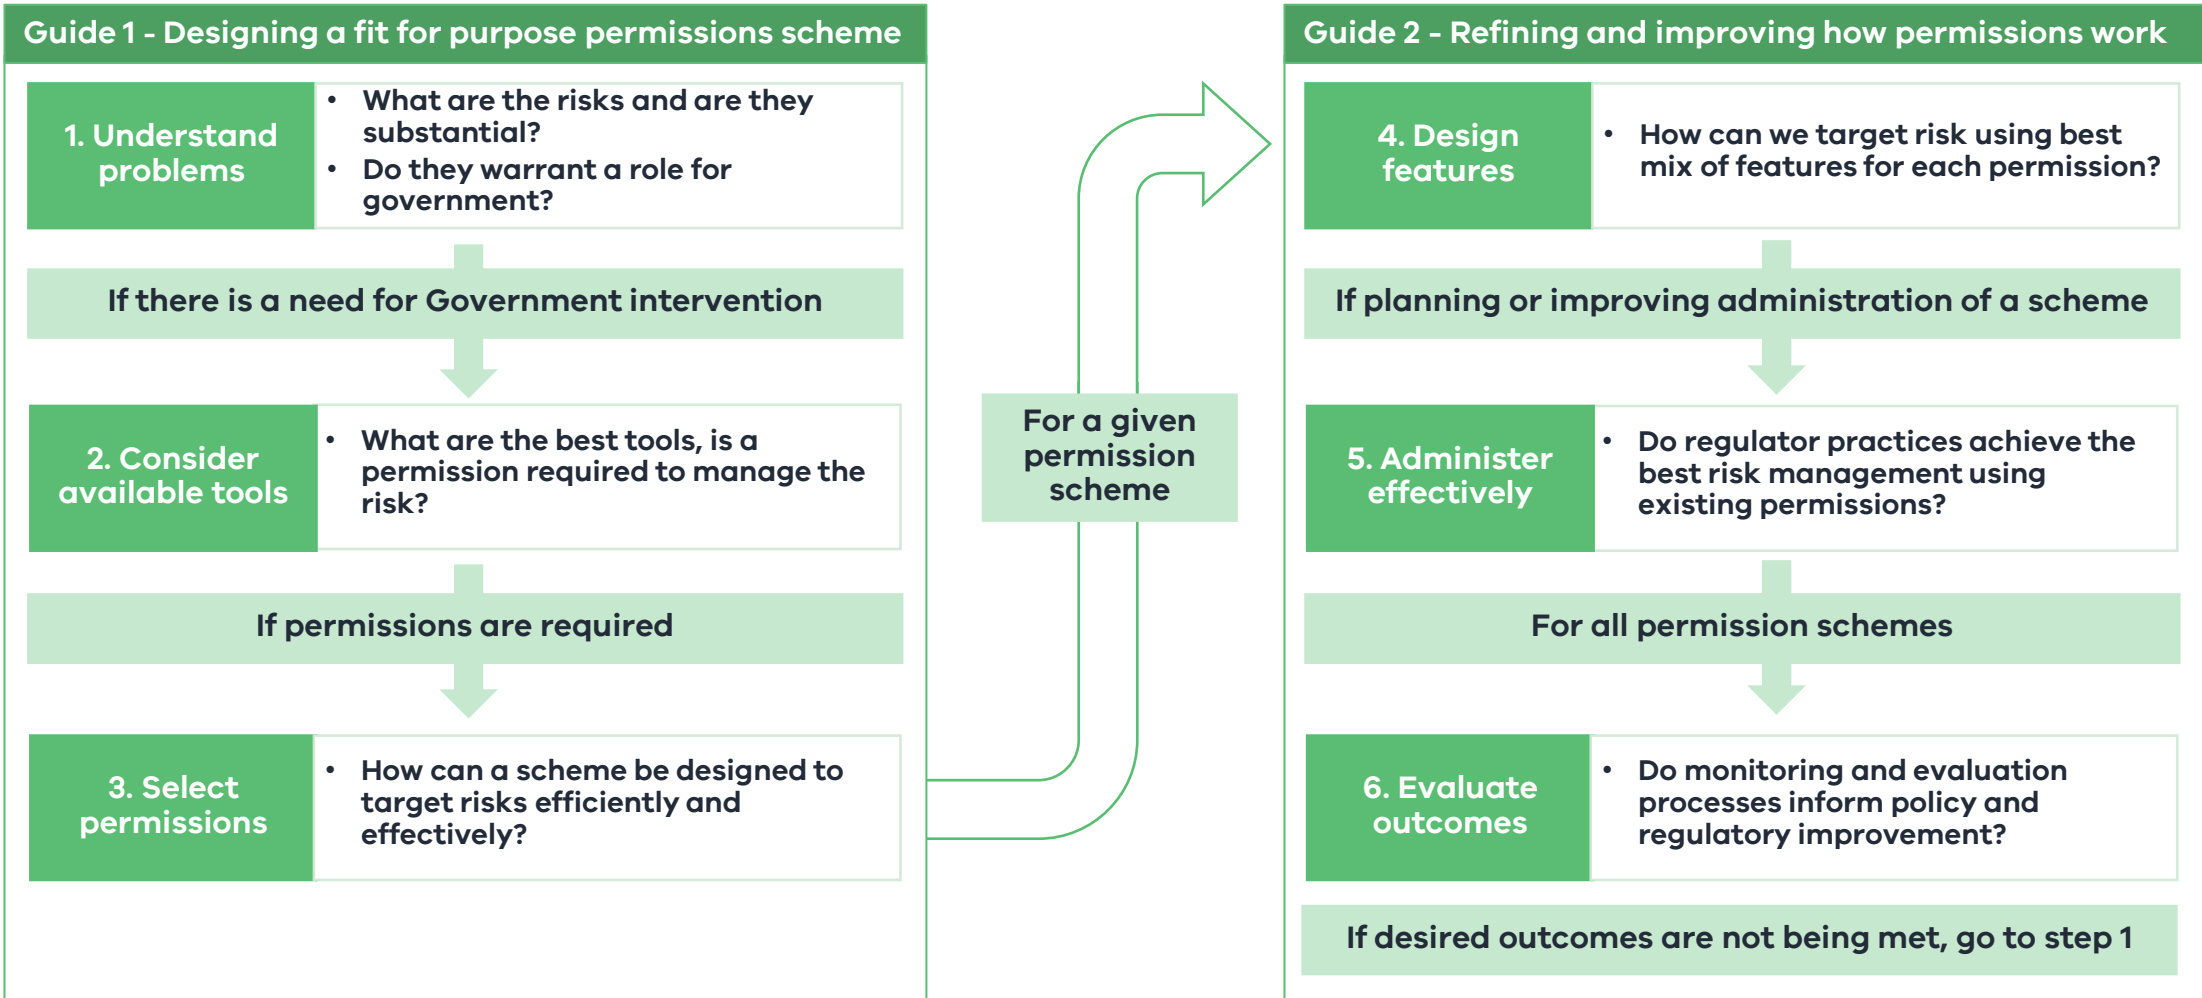 Guide 1 - Designing a fit for purpose permissions scheme
1. Understand
problems
• What are the risks and are they
substantial?
• Do they warrant a role for
government?
If there is a need for Government intervention
2. Consider
available tools
• What are the best tools, is a
permission required to manage the
risk?
If permissions are required
3. Select
permissions
• How can a scheme be designed to
target risks efficiently and
effectively?
For a given
permission
scheme
Guide 2 - Refining and improving how permissions work
4. Design
features
• How can we target risk using best
mix of features for each permission?
If planning or improving administration of a scheme
5. Administer
effectively
• Do regulator practices achieve the
best risk management using
existing permissions?
For all permission schemes
6. Evaluate
outcomes
• Do monitoring and evaluation
processes inform policy and
regulatory improvement?
If desired outcomes are not being met, go to step 1